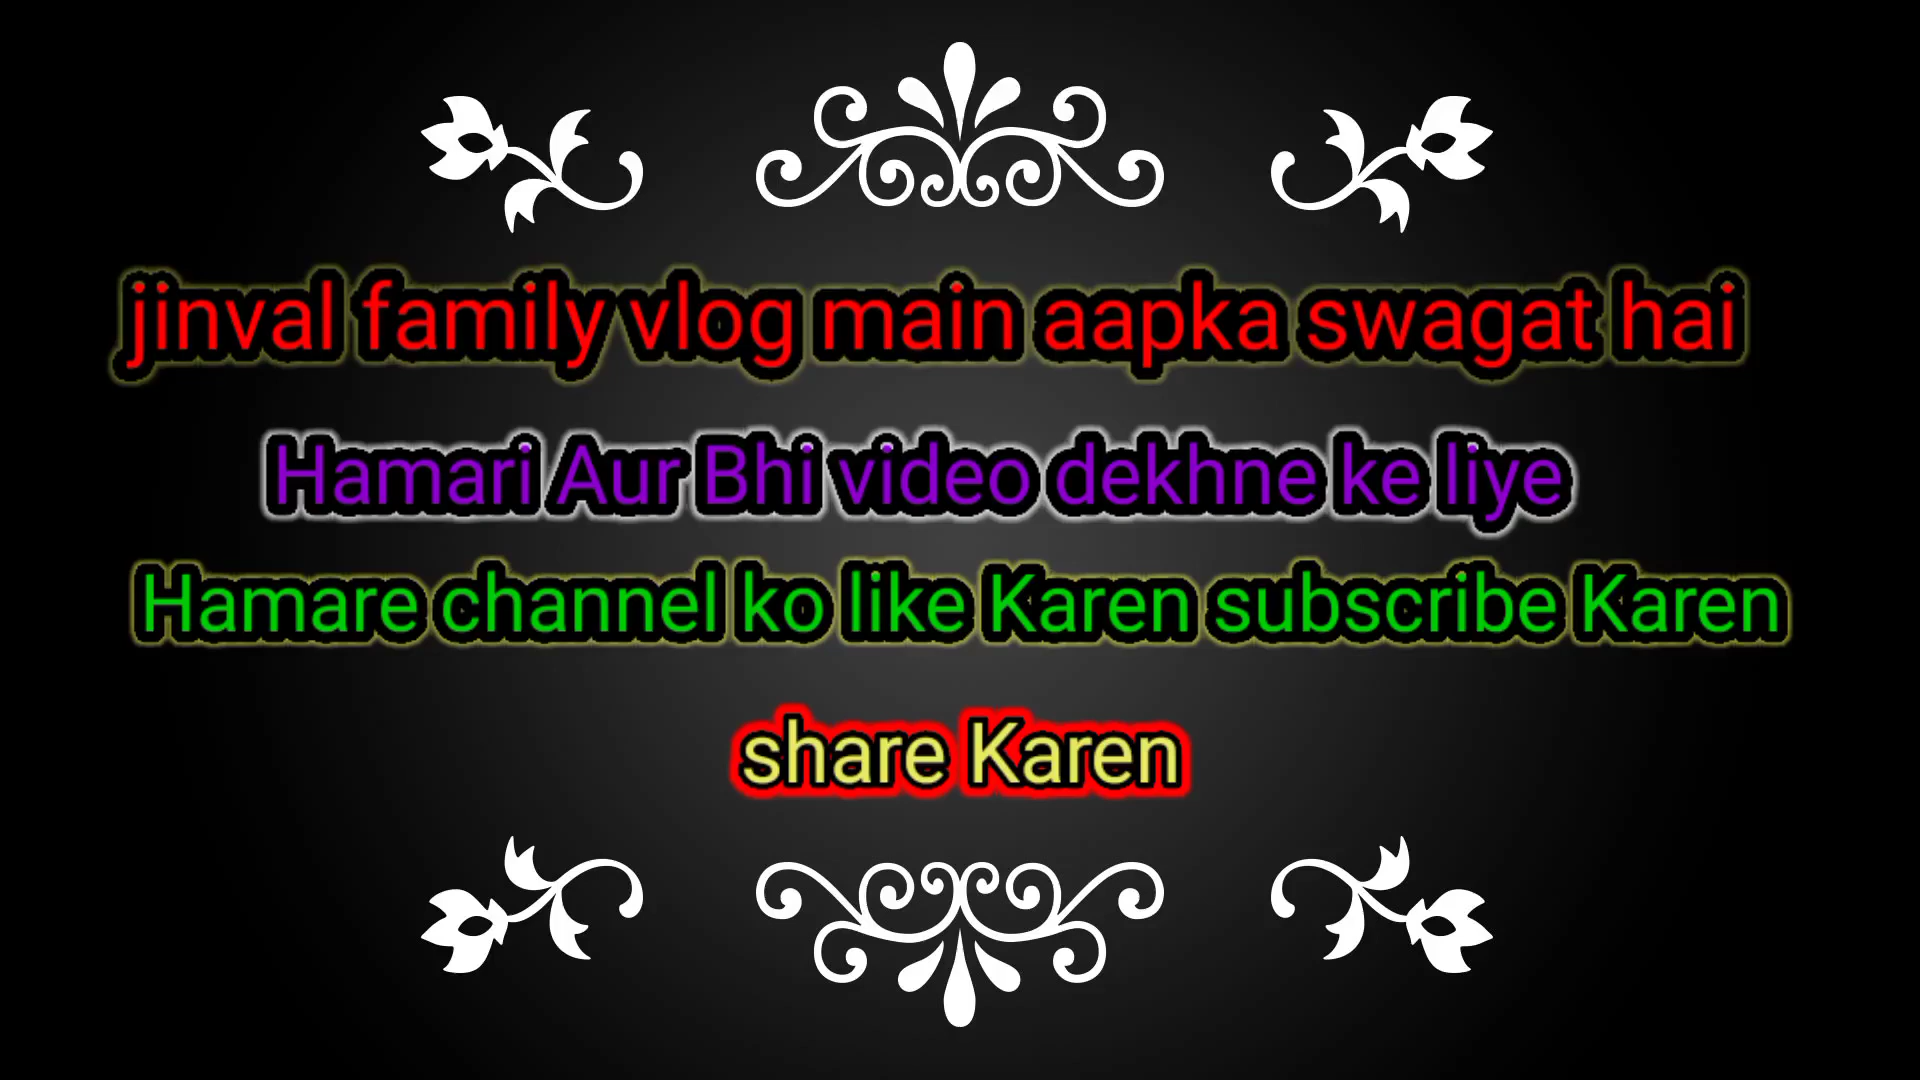 jinval family vlog main aapka swagat hai
Hamari Aur Bhi video dekhne ke liye
Hamare channel ko like Karen subscribe Karen
share Karen